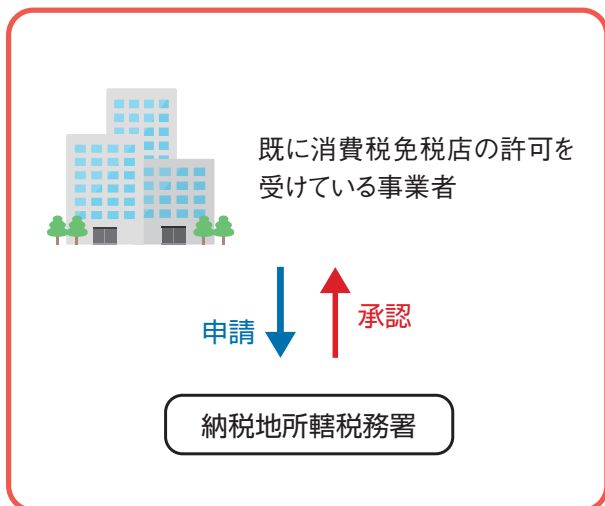 既に消費税免税店の許可を
受けている事業者
申請
承認
納税地所轄税務署